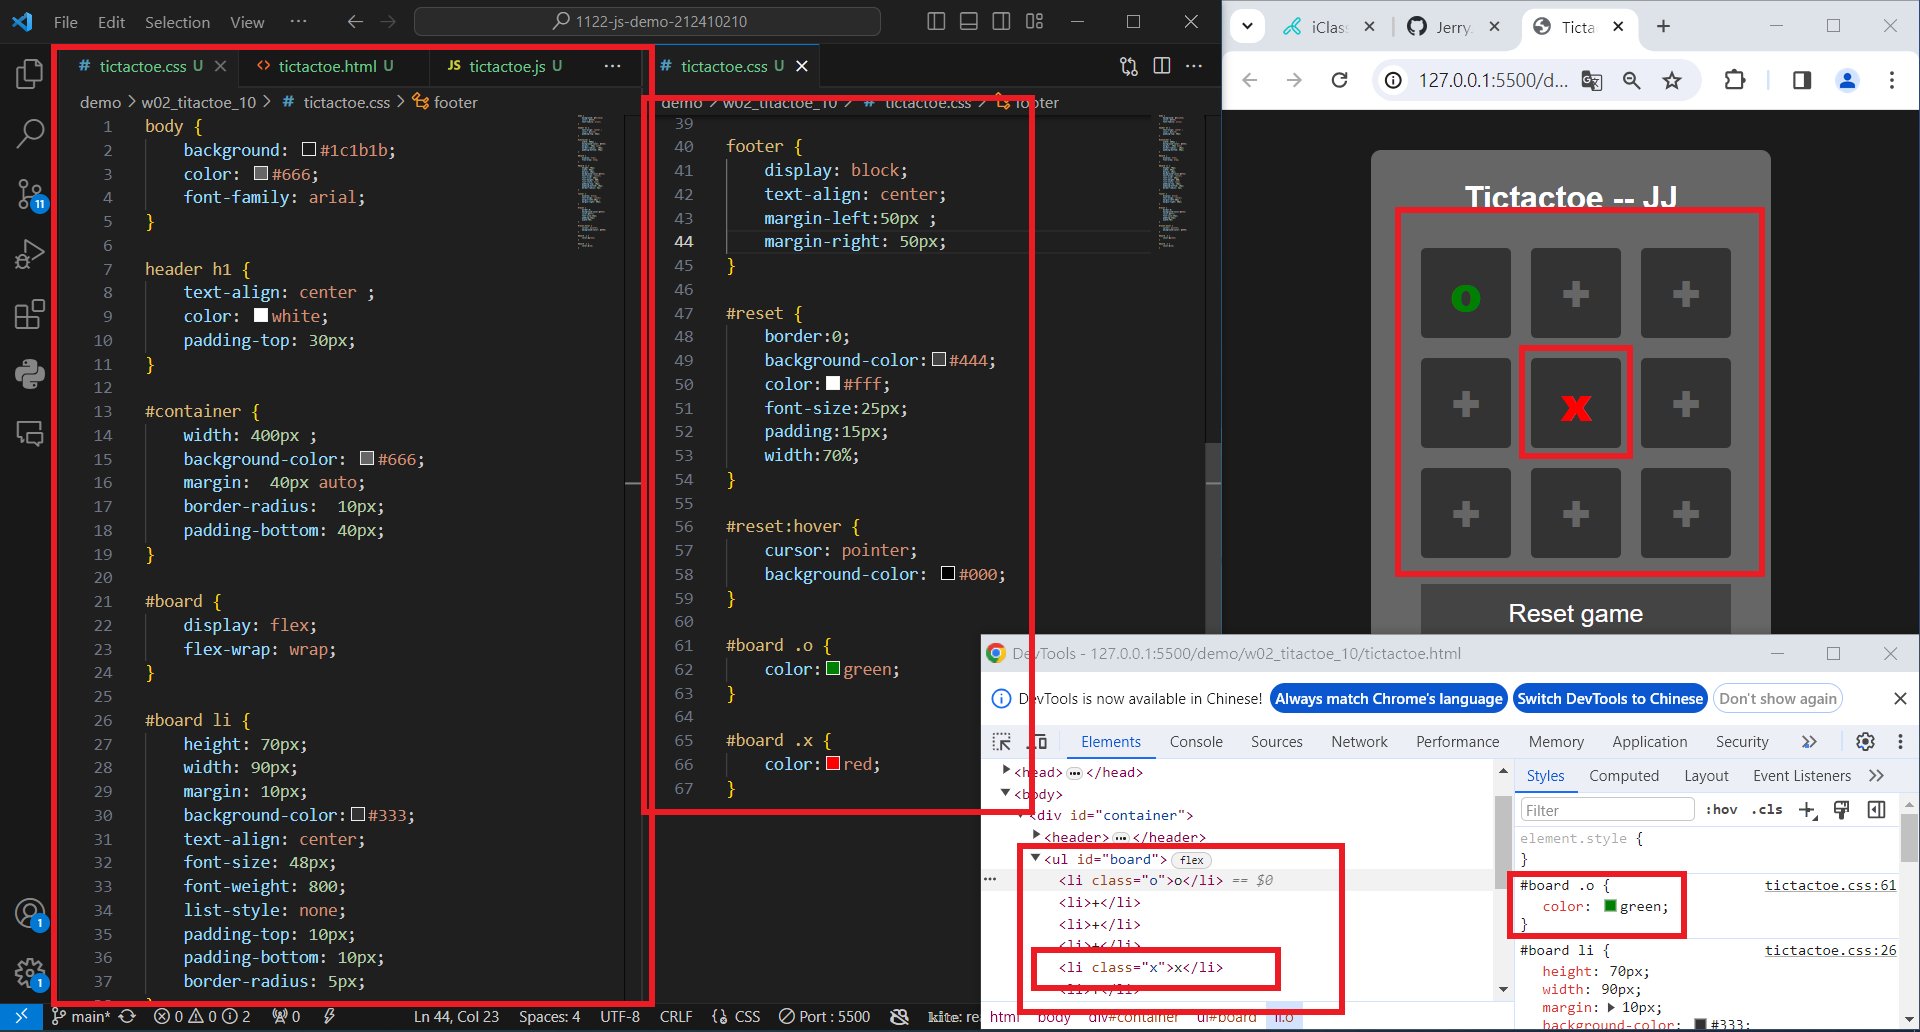 File Edit Selection View ··· 1122-js-demo-212410210
# tictactoe.css U
<> tictactoe.html U
JS tictactoe.js U
···
demo > w02_titactoe_10 > # tictactoe.css > footer
1 body {
2 background: #1c1b1b;
3 color: #666;
4 font-family: arial;
5 }
6
7 header h1 {
8 text-align: center ;
9 color: white;
10 padding-top: 30px;
11 }
12
13 #container {
14 width: 400px ;
15 background-color: #666;
16 margin:  40px auto;
17 border-radius:  10px;
18 padding-bottom: 40px;
19 }
20
21 #board {
22 display: flex;
23 flex-wrap: wrap;
24 }
25
26 #board li {
27 height: 70px;
28 width: 90px;
29 margin: 10px;
30 background-color:#333;
31 text-align: center;
32 font-size: 48px;
33 font-weight: 800;
34 list-style: none;
35 padding-top: 10px;
36 padding-bottom: 10px;
37 border-radius: 5px;
# tictactoe.css U
demo > w02_titactoe_10 > # tictactoe.css > footer
39
40 footer {
41 display: block;
42 text-align: center;
43 margin-left:50px ;
44 margin-right: 50px;
45 }
46
47 #reset {
48 border:0;
49 background-color:#444;
50 color:#fff;
51 font-size:25px;
52 padding:15px;
53 width:70%;
54 }
55
56 #reset:hover {
57 cursor: pointer;
58 background-color: #000;
59 }
60
61 #board .o {
62 color:green;
63 }
64
65 #board .x {
66 color:red;
67 }
11
1
1
main* 0 0 2 0 Ln 44, Col 23 Spaces: 4 UTF-8 CRLF {} CSS Port : 5500 kite: re
iClas
Jerry
Ticta
127.0.0.1:5500/d...
Tictactoe -- JJ
o + +
+ x +
+ + +
Reset game
DevTools - 127.0.0.1:5500/demo/w02_titactoe_10/tictactoe.html
DevTools is now available in Chinese! Always match Chrome's language Switch DevTools to Chinese Don't show again
Elements Console Sources Network Performance Memory Application Security »
<head> ··· </head>
<body>
<div id="container">
<header> ··· </header>
<ul id="board"> flex
<li class="o">o</li> == $0
<li>+</li>
<li>+</li>
<li>+</li>
<li class="x">x</li>
<li>+</li>
html body div#container ul#board li.o
Styles Computed Layout Event Listeners »
Filter :hov .cls +
element.style {
}
#board .o { tictactoe.css:61
color: green;
}
#board li { tictactoe.css:26
height: 70px;
width: 90px;
margin: 10px;
background-color: #333;